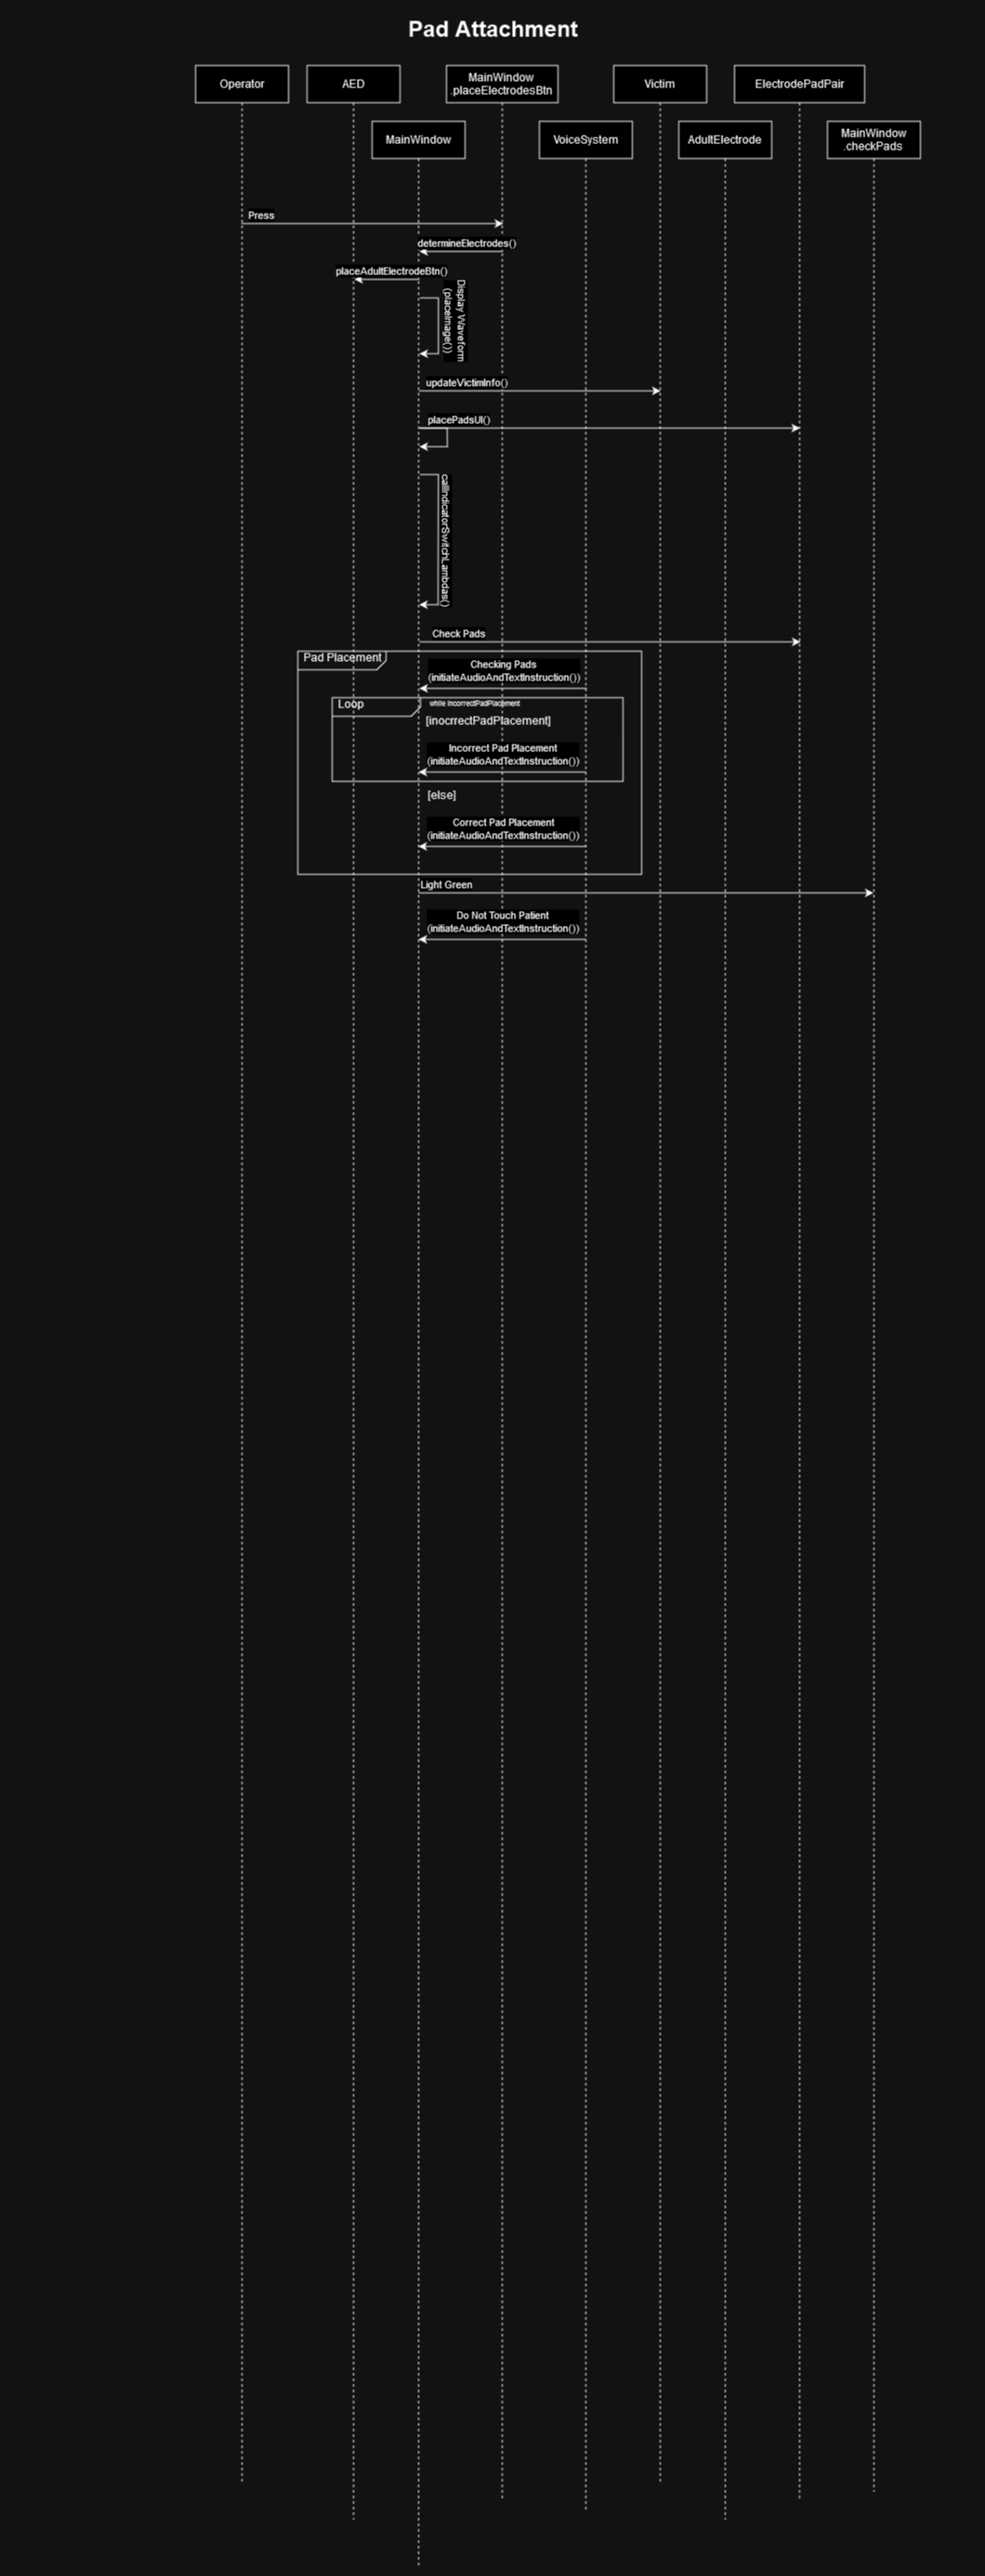 Pad Attachment
Operator
AED
MainWindow
.placeElectrodesBtn
Victim
ElectrodePadPair
MainWindow
VoiceSystem
AdultElectrode
MainWindow
.checkPads
Press
determineElectrodes()
placeAdultElectrodeBtn()
Display Waveform
(placeImage())
updateVictimInfo()
placePadsUI()
callIndicatorSwitchLambdas()
Check Pads
Pad Placement
Checking Pads
(initiateAudioAndTextInstruction())
Loop
while IncorrectPadPlacement
[inocrrectPadPlacement]
Incorrect Pad Placement
(initiateAudioAndTextInstruction())
[else]
Correct Pad Placement
(initiateAudioAndTextInstruction())
Light Green
Do Not Touch Patient
(initiateAudioAndTextInstruction())